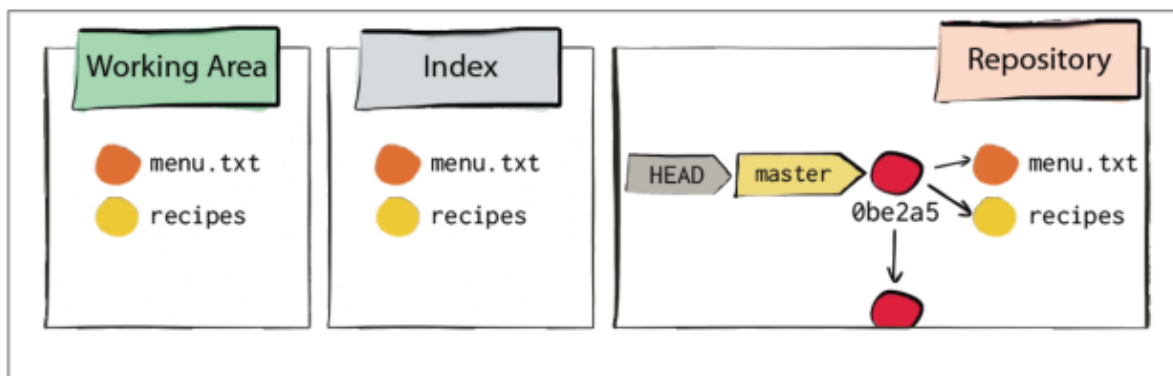 Working Area
Index
Repository
menu.txt
recipes
menu.txt
recipes
HEAD
master
0be2a5
menu.txt
recipes